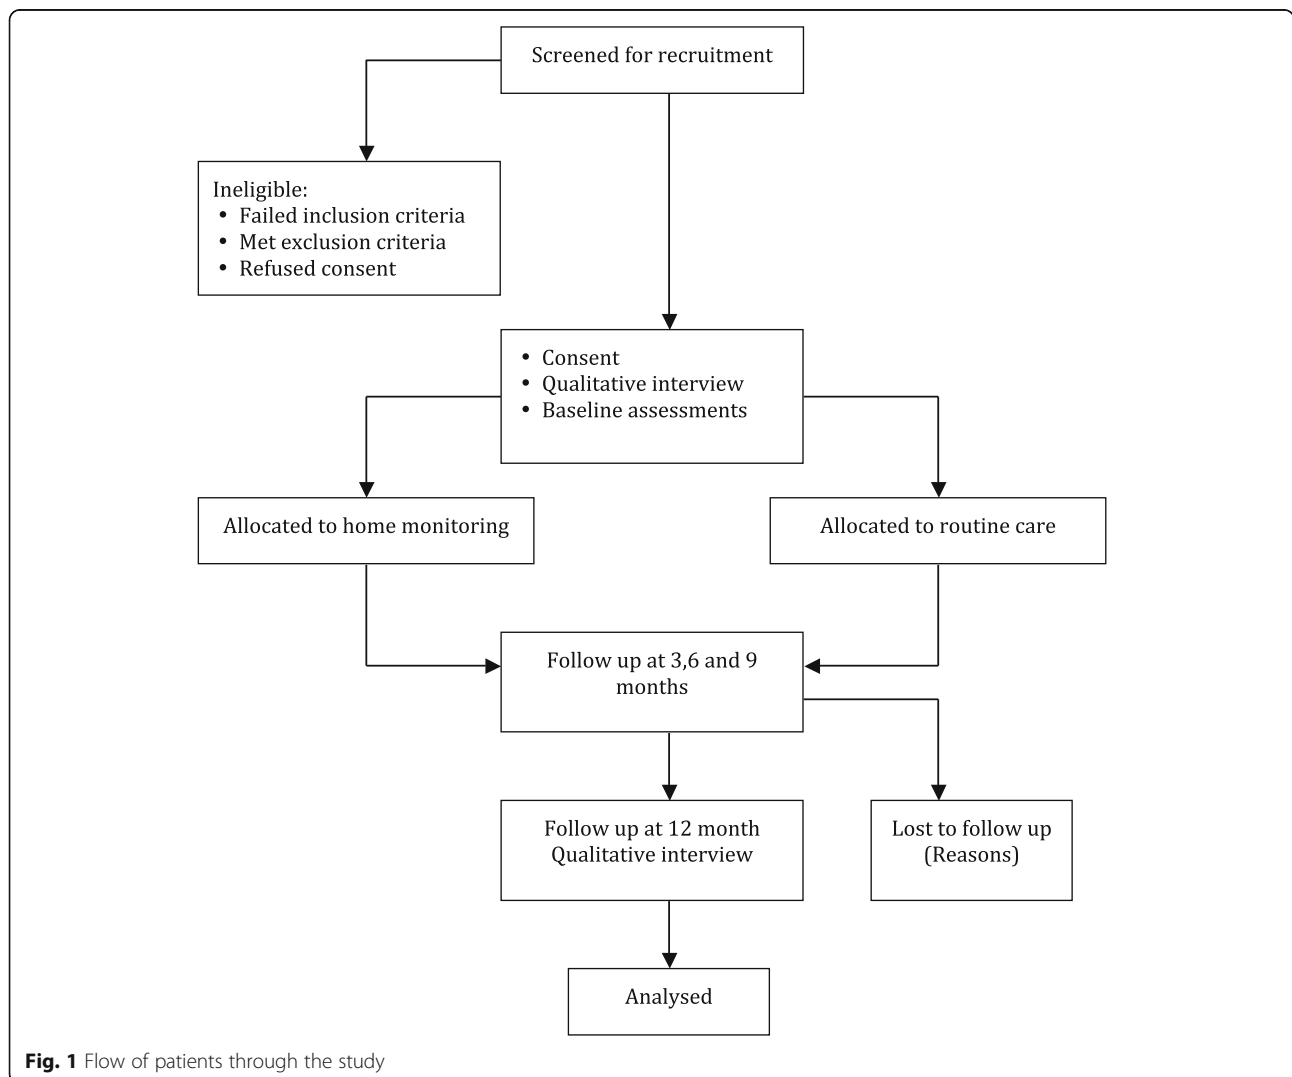 Screened for recruitment
Ineligible:
• Failed inclusion criteria
• Met exclusion criteria
• Refused consent
• Consent
• Qualitative interview
• Baseline assessments
Allocated to home monitoring
Allocated to routine care
Follow up at 3,6 and 9
months
Follow up at 12 month
Qualitative interview
Lost to follow up
(Reasons)
Analysed
Fig. 1 Flow of patients through the study